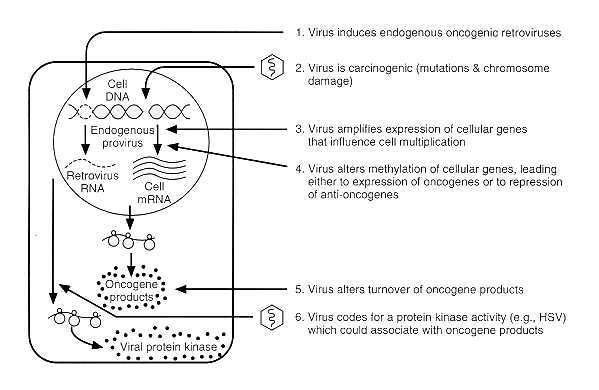 1. Virus induces endogenous oncogenic retroviruses
2. Virus is carcinogenic (mutations & chromosome
damage)
Cell
DNA
3. Virus amplifies expression of cellular genes
that influence cell multiplication
Endogenous
provirus
4. Virus alters methylation of cellular genes, leading
either to expression of oncogenes or to repression
of anti-oncogenes
Retrovirus
RNA
Cell
mRNA
Oncogene
products
5. Virus alters turnover of oncogene products
6. Virus codes for a protein kinase activity (e.g., HSV)
which could associate with oncogene products
Viral protein kinase